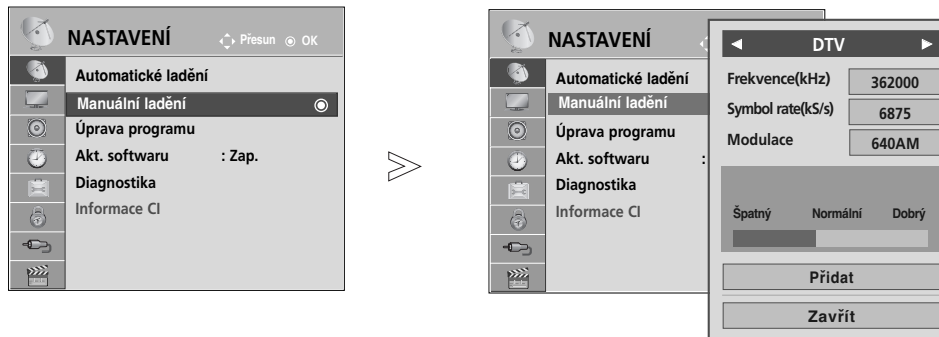 NASTAVENÍ
Přesun
OK
Automatické ladění
Manuální ladění
Úprava programu
Akt. softwaru : Zap.
Diagnostika
Informace CI
NASTAVENÍ
Automatické ladění
Manuální ladění
Úprava programu
Akt. softwaru :
Diagnostika
Informace CI
DTV
Frekvence(kHz) 362000
Symbol rate(kS/s) 6875
Modulace 640AM
Špatný Normální Dobrý
Přidat
Zavřít